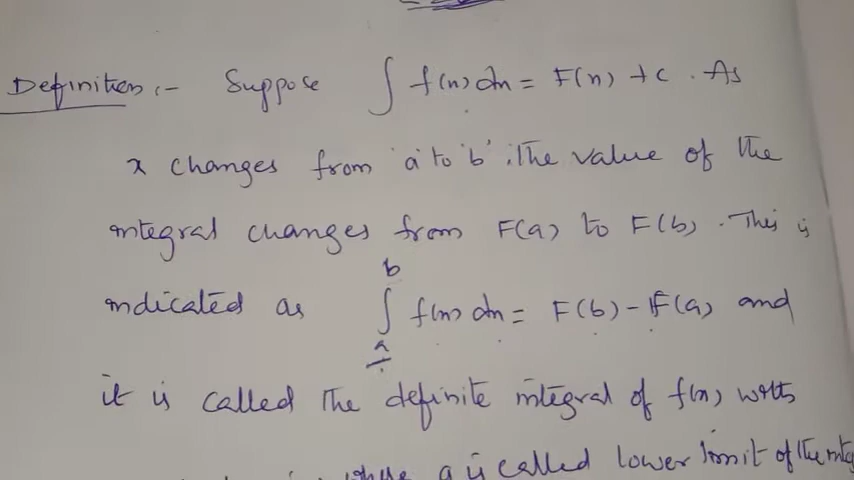 Definition :- Suppose ∫ f(x) dx = F(x) + c . As
x changes from 'a' to 'b', the value of the
integral changes from F(a) to F(b) . This is
indicated as ∫_a^b f(x) dx = F(b) - F(a) and
it is called the definite integral of f(x)
a is called lower limit of the